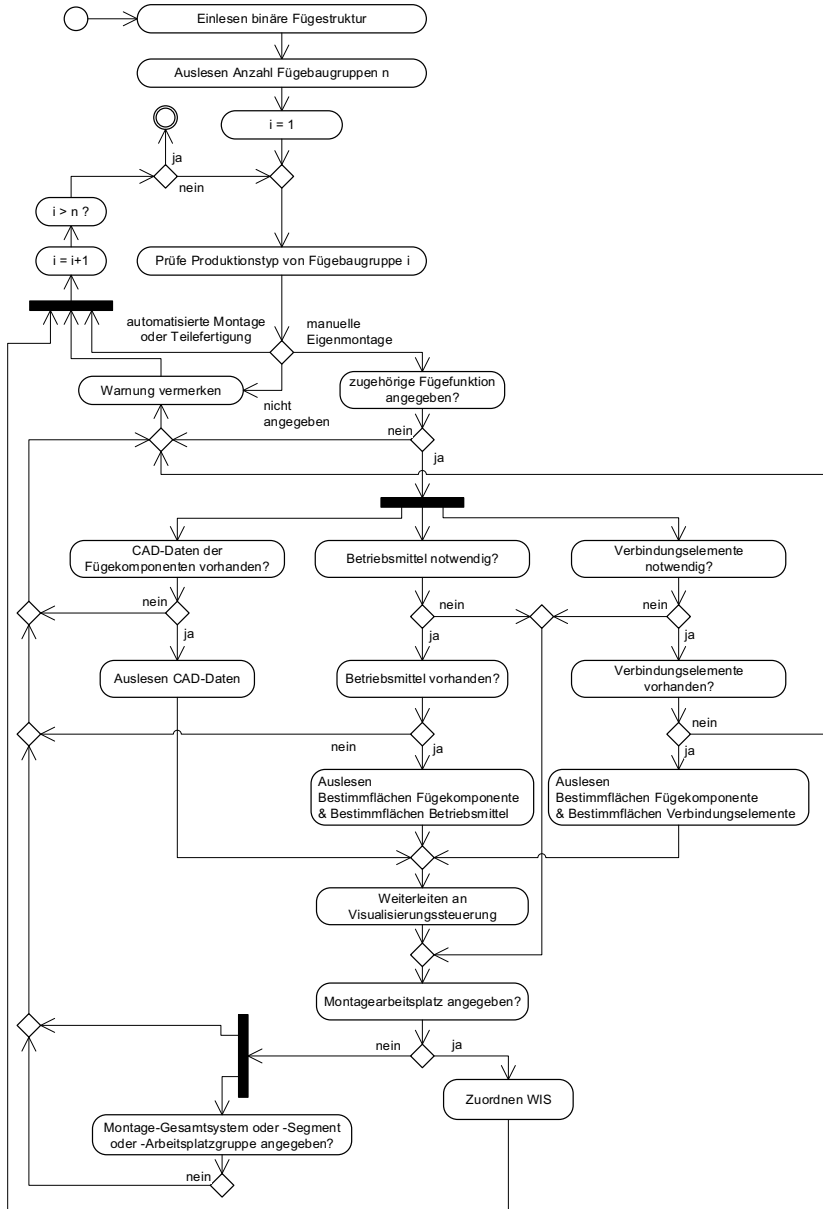 Einlesen binäre Fügestruktur
Auslesen Anzahl Fügebaugruppen n
i = 1
ja
nein
i > n ?
i = i+1
Prüfe Produktionstyp von Fügebaugruppe i
automatisierte Montage
oder Teilefertigung
manuelle
Eigenmontage
Warnung vermerken
nicht
angegeben
zugehörige Fügefunktion
angegeben?
nein
ja
CAD-Daten der
Fügekomponenten vorhanden?
Betriebsmittel notwendig?
Verbindungselemente
notwendig?
nein
ja
nein
ja
nein
ja
Auslesen CAD-Daten
Betriebsmittel vorhanden?
Verbindungselemente
vorhanden?
nein
ja
nein
ja
Auslesen
Bestimmflächen Fügekomponente
& Bestimmflächen Betriebsmittel
Auslesen
Bestimmflächen Fügekomponente
& Bestimmflächen Verbindungselemente
Weiterleiten an
Visualisierungssteuerung
Montagearbeitsplatz angegeben?
nein
ja
Zuordnen WIS
Montage-Gesamtsystem oder -Segment
oder -Arbeitsplatzgruppe angegeben?
nein